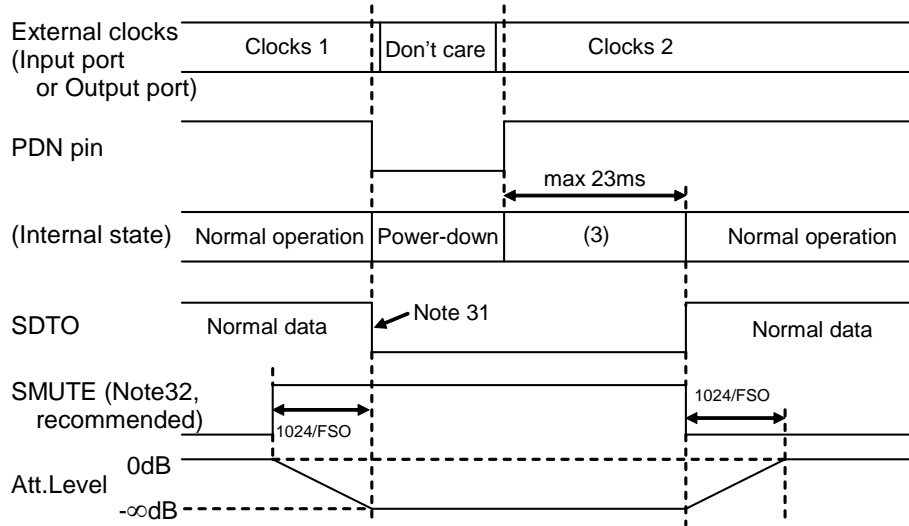 External clocks
(Input port
or Output port)
Clocks 1
Don't care
Clocks 2
PDN pin
max 23ms
(Internal state)
Normal operation
Power-down
(3)
Normal operation
SDTO
Normal data
Note 31
Normal data
SMUTE (Note32,
recommended)
1024/FSO
1024/FSO
Att.Level
0dB
-∞dB